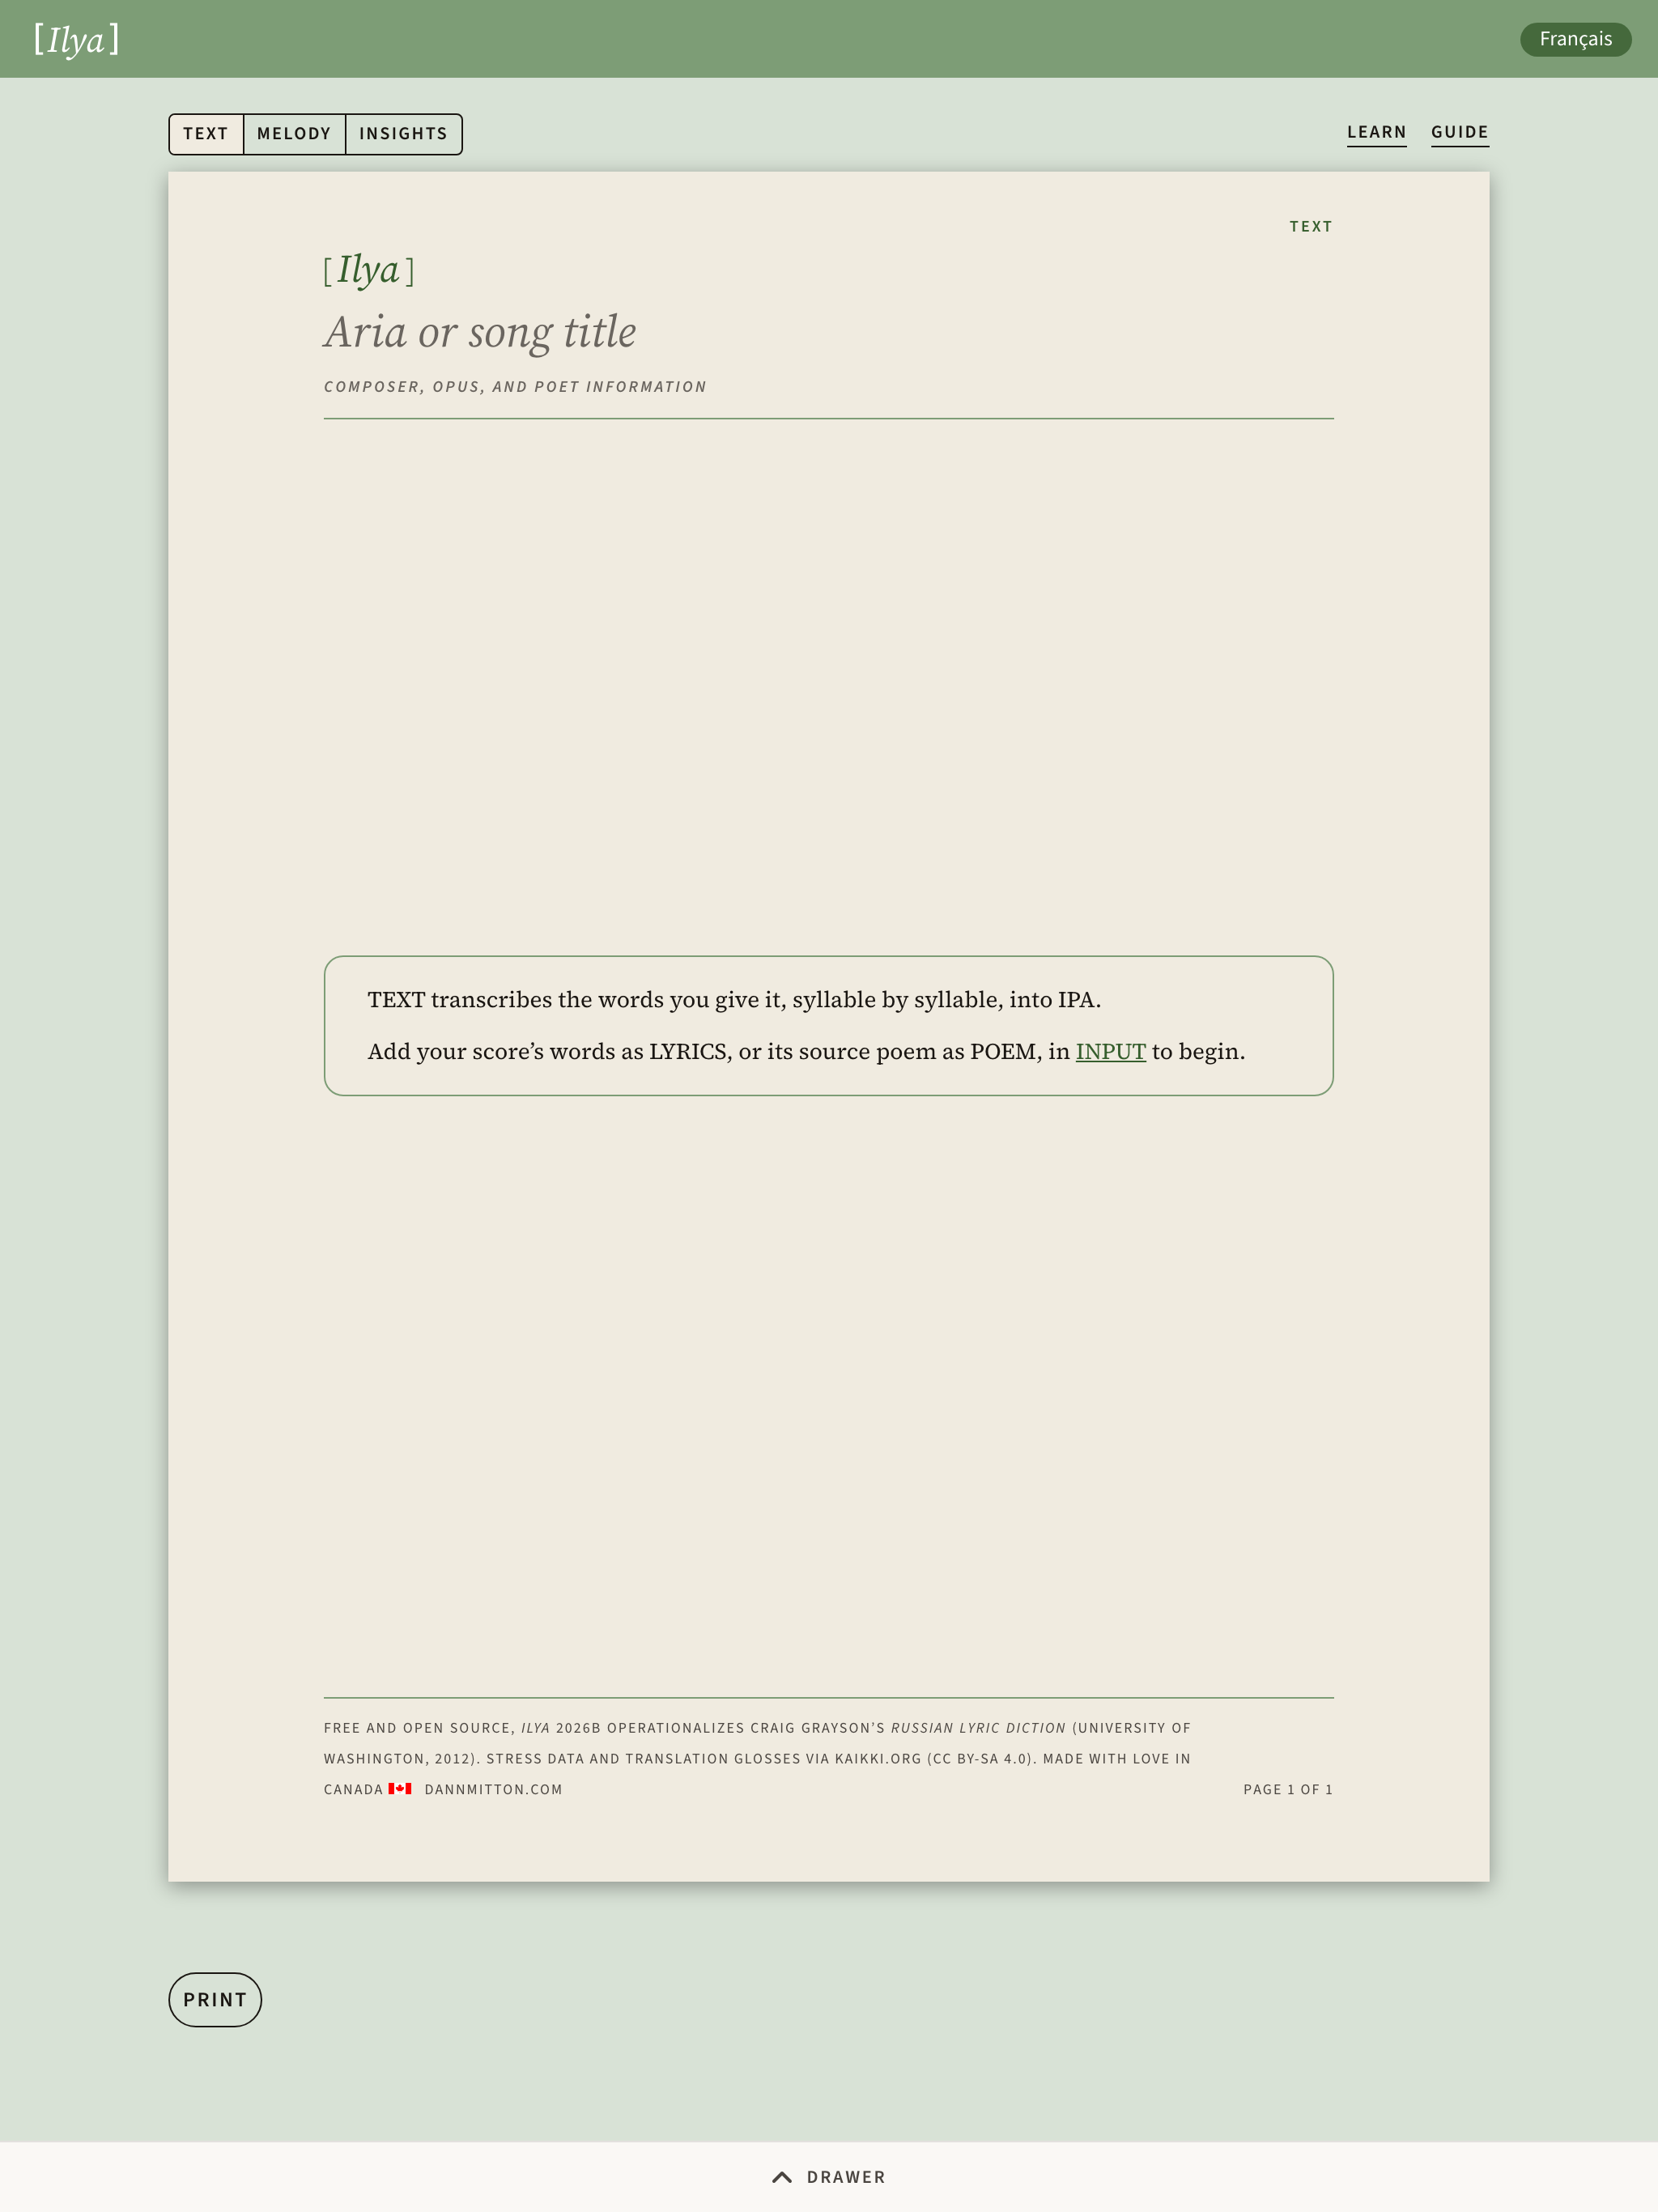 [Ilya]
Français
TEXT MELODY INSIGHTS
LEARN GUIDE
TEXT
[Ilya]
Aria or song title
COMPOSER, OPUS, AND POET INFORMATION
TEXT transcribes the words you give it, syllable by syllable, into IPA.
Add your score’s words as LYRICS, or its source poem as POEM, in INPUT to begin.
FREE AND OPEN SOURCE, ILYA 2026B OPERATIONALIZES CRAIG GRAYSON’S RUSSIAN LYRIC DICTION (UNIVERSITY OF
WASHINGTON, 2012). STRESS DATA AND TRANSLATION GLOSSES VIA KAIKKI.ORG (CC BY-SA 4.0). MADE WITH LOVE IN
CANADA 🇨🇦 DANNMITTON.COM
PAGE 1 OF 1
PRINT
DRAWER